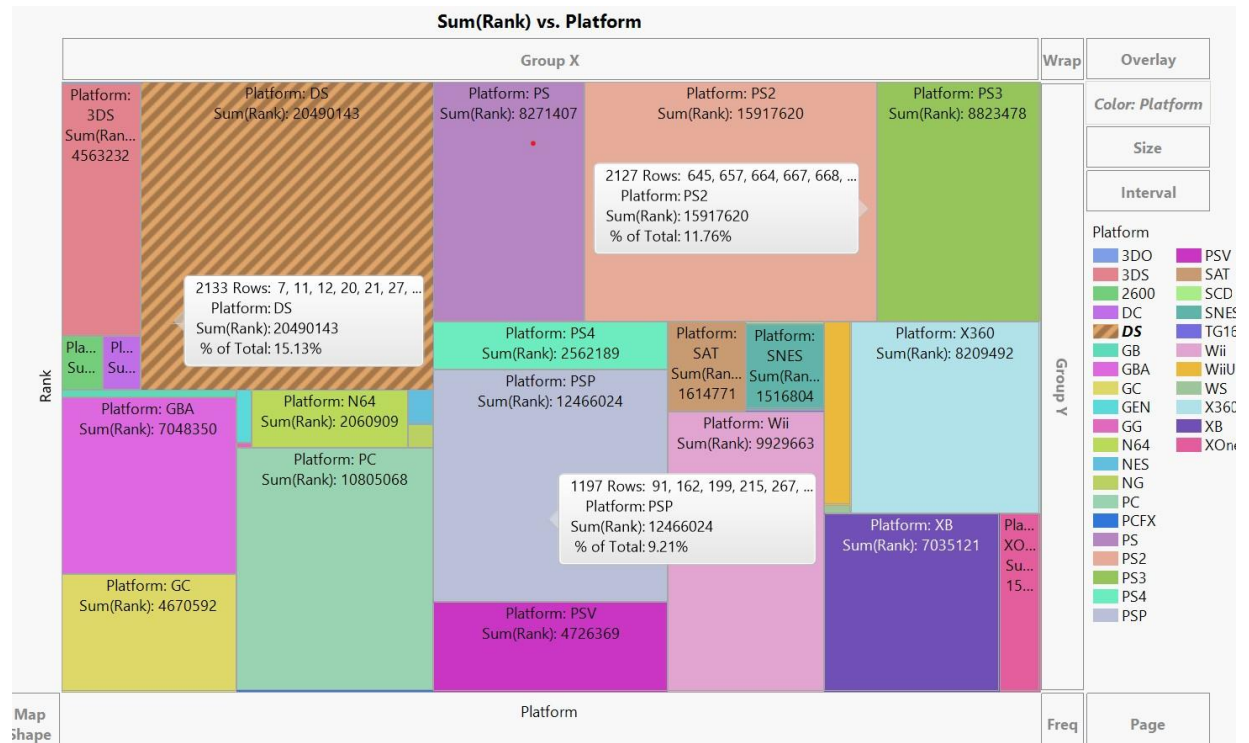 Sum(Rank) vs. Platform
Group X
Wrap
Overlay
Color: Platform
Size
Interval
Rank
Platform:
3DS
Sum(Ran...
4563232
Platform: DS
Sum(Rank): 20490143
Platform: PS
Sum(Rank): 8271407
Platform: PS2
Sum(Rank): 15917620
Platform: PS3
Sum(Rank): 8823478
2127 Rows: 645, 657, 664, 667, 668, ...
Platform: PS2
Sum(Rank): 15917620
% of Total: 11.76%
2133 Rows: 7, 11, 12, 20, 21, 27, ...
Platform: DS
Sum(Rank): 20490143
% of Total: 15.13%
Pla...
Su...
Pl...
Su...
Platform: PS4
Sum(Rank): 2562189
Platform:
SAT
Sum(Ran...
1614771
Platform:
SNES
Sum(Ran...
1516804
Platform: X360
Sum(Rank): 8209492
Platform: GBA
Sum(Rank): 7048350
Platform: N64
Sum(Rank): 2060909
Platform: PSP
Sum(Rank): 12466024
Platform: Wii
Sum(Rank): 9929663
Platform: PC
Sum(Rank): 10805068
1197 Rows: 91, 162, 199, 215, 267, ...
Platform: PSP
Sum(Rank): 12466024
% of Total: 9.21%
Platform: XB
Sum(Rank): 7035121
Pla...
XO...
Su...
15...
Platform: GC
Sum(Rank): 4670592
Platform: PSV
Sum(Rank): 4726369
Group Y
Platform
3DO
3DS
2600
DC
DS
GB
GBA
GC
GEN
GG
N64
NES
NG
PC
PCFX
PS
PS2
PS3
PS4
PSP
PSV
SAT
SCD
SNES
TG16
Wii
WiiU
WS
X360
XB
XOne
Map
Shape
Platform
Freq
Page